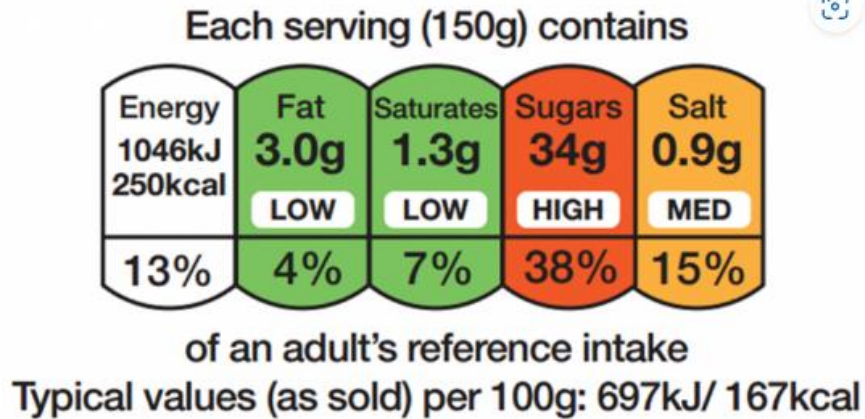 Each serving (150g) contains
Energy Fat Saturates Sugars Salt
1046kJ 3.0g 1.3g 34g 0.9g
250kcal
LOW LOW HIGH MED
13% 4% 7% 38% 15%
of an adult's reference intake
Typical values (as sold) per 100g: 697kJ/ 167kcal